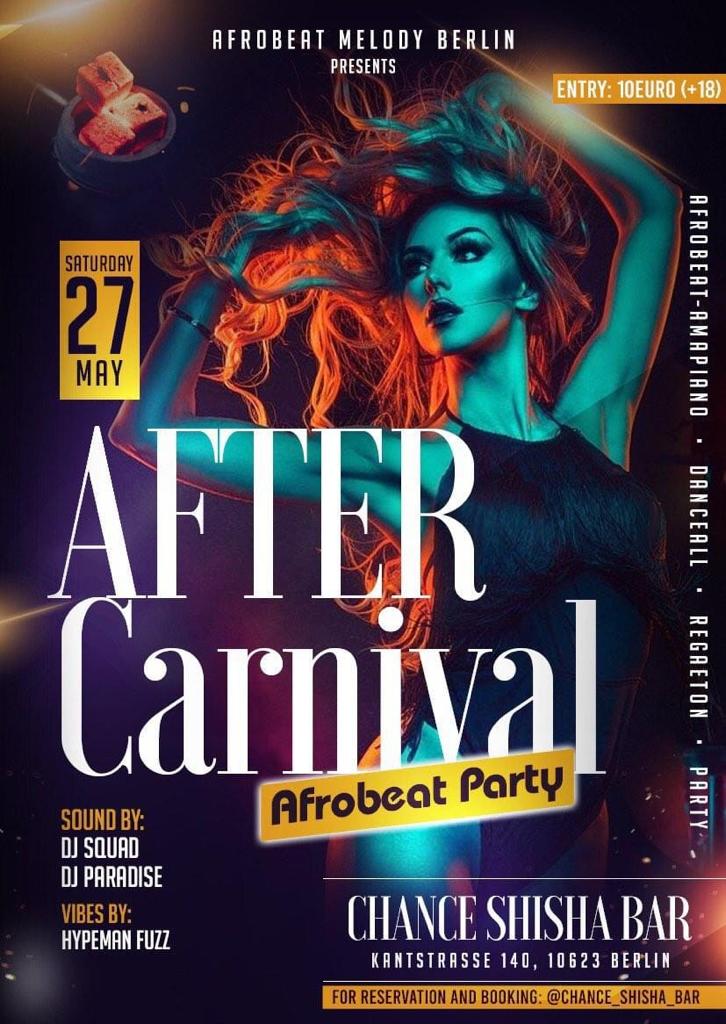 AFROBEAT MELODY BERLIN
PRESENTS
ENTRY: 10EURO (+18)
SATURDAY
27
MAY
AFROBEAT-AMAPIANO • DANCEALL • REGAETON • PARTY
AFTER
Carnival
Afrobeat Party
SOUND BY:
DJ SQUAD
DJ PARADISE
VIBES BY:
HYPEMAN FUZZ
CHANCE SHISHA BAR
KANTSTRASSE 140, 10623 BERLIN
FOR RESERVATION AND BOOKING: @CHANCE_SHISHA_BAR